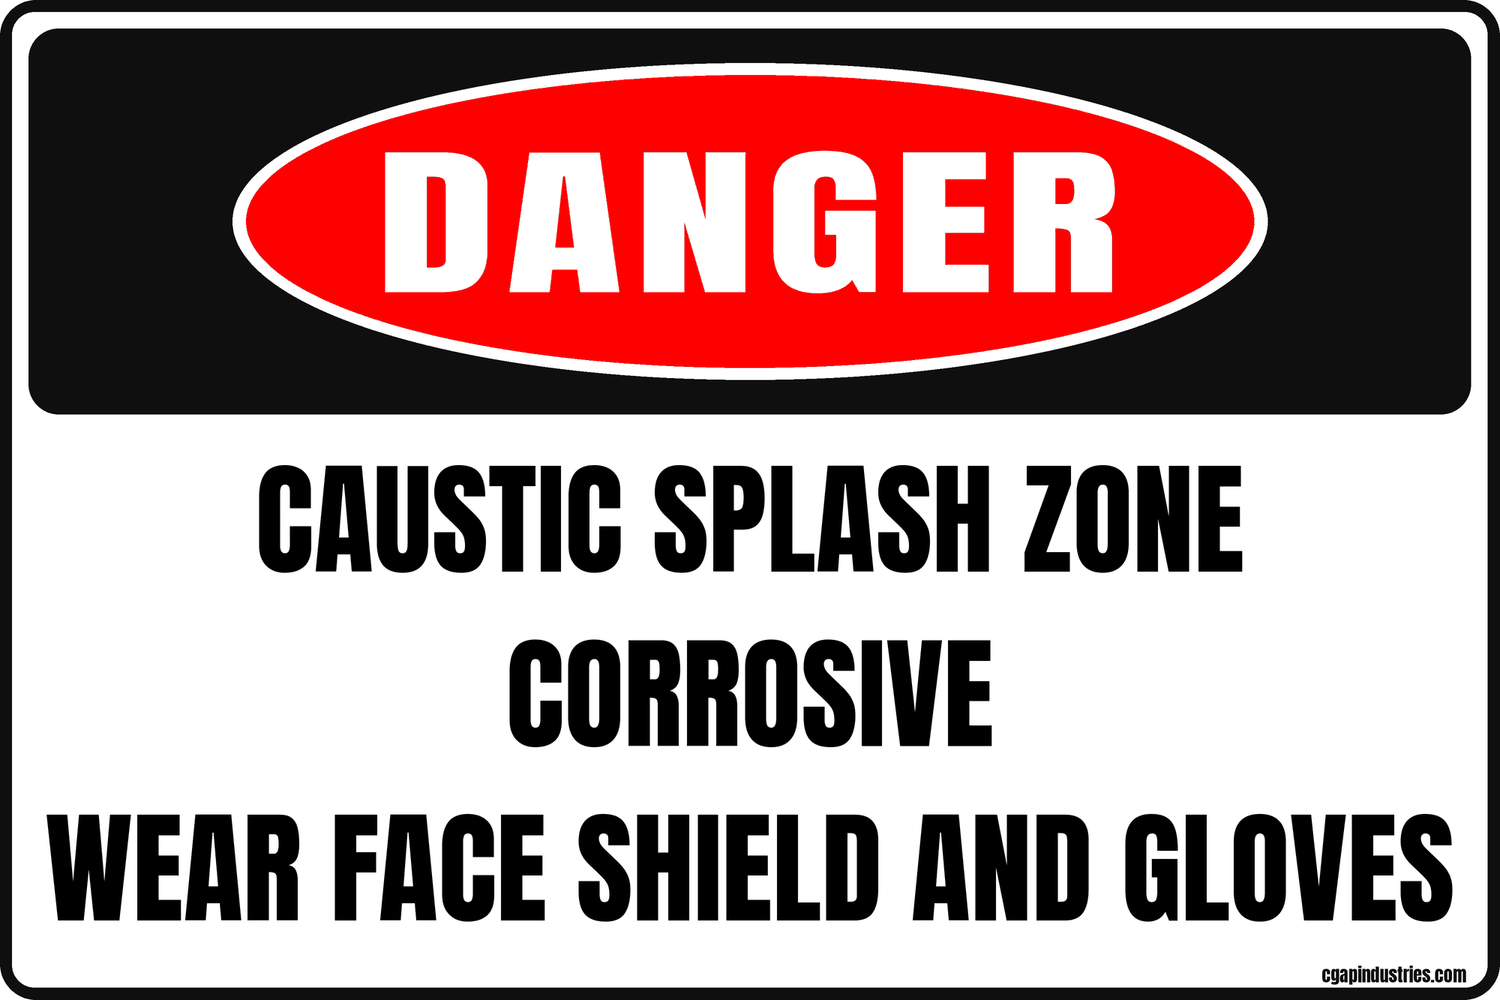 DANGER
CAUSTIC SPLASH ZONE
CORROSIVE
WEAR FACE SHIELD AND GLOVES
cgapindustries.com